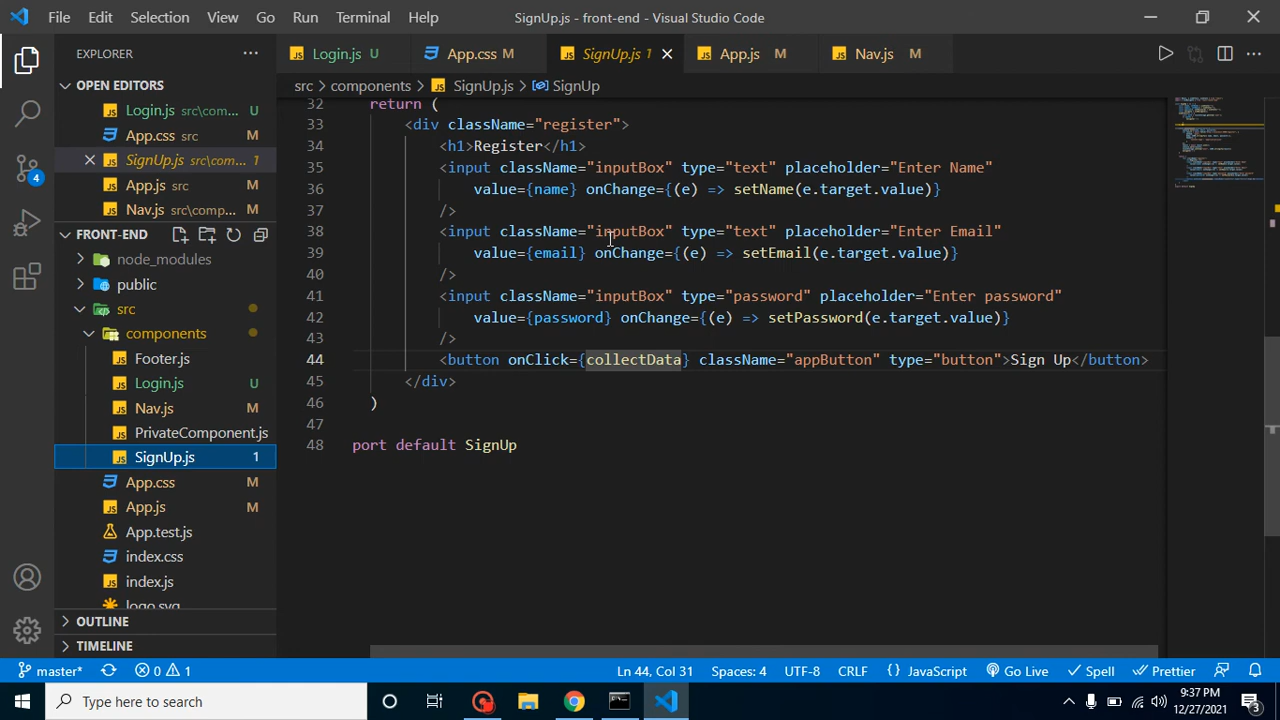 File Edit Selection View Go Run Terminal Help SignUp.js - front-end - Visual Studio Code
EXPLORER
Login.js U App.css M SignUp.js 1 App.js M Nav.js M
src components SignUp.js SignUp
OPEN EDITORS
Login.js src\com... U
App.css src M
SignUp.js src\com... 1
App.js src M
Nav.js src\comp... M
FRONT-END
node_modules
public
src
components
Footer.js
Login.js U
Nav.js M
PrivateComponent.js
SignUp.js 1
App.css M
App.js M
App.test.js
index.css
index.js
logo.svg
OUTLINE
TIMELINE
32 return (
33 <div className="register">
34 <h1>Register</h1>
35 <input className="inputBox" type="text" placeholder="Enter Name"
36 value={name} onChange={(e) => setName(e.target.value)}
37 />
38 <input className="inputBox" type="text" placeholder="Enter Email"
39 value={email} onChange={(e) => setEmail(e.target.value)}
40 />
41 <input className="inputBox" type="password" placeholder="Enter password"
42 value={password} onChange={(e) => setPassword(e.target.value)}
43 />
44 <button onClick={collectData} className="appButton" type="button">Sign Up</button>
45 </div>
46 )
47
48 port default SignUp
4
master* 0 1 Ln 44, Col 31 Spaces: 4 UTF-8 CRLF { } JavaScript Go Live Spell Prettier
Type here to search
9:37 PM
12/27/2021
3